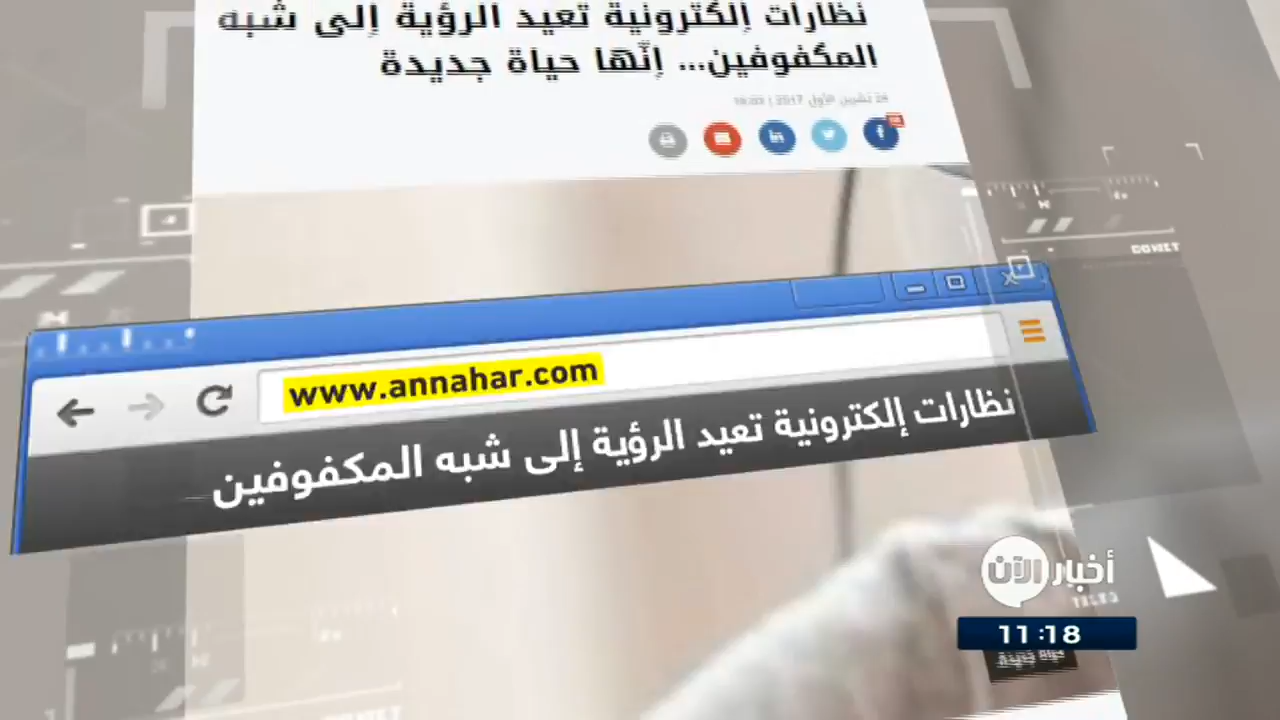 نظارات إلكترونية تعيد الرؤية إلى شبه
المكفوفين... إنّها حياة جديدة
www.annahar.com
نظارات إلكترونية تعيد الرؤية إلى شبه المكفوفين
أخبار الآن
11:18